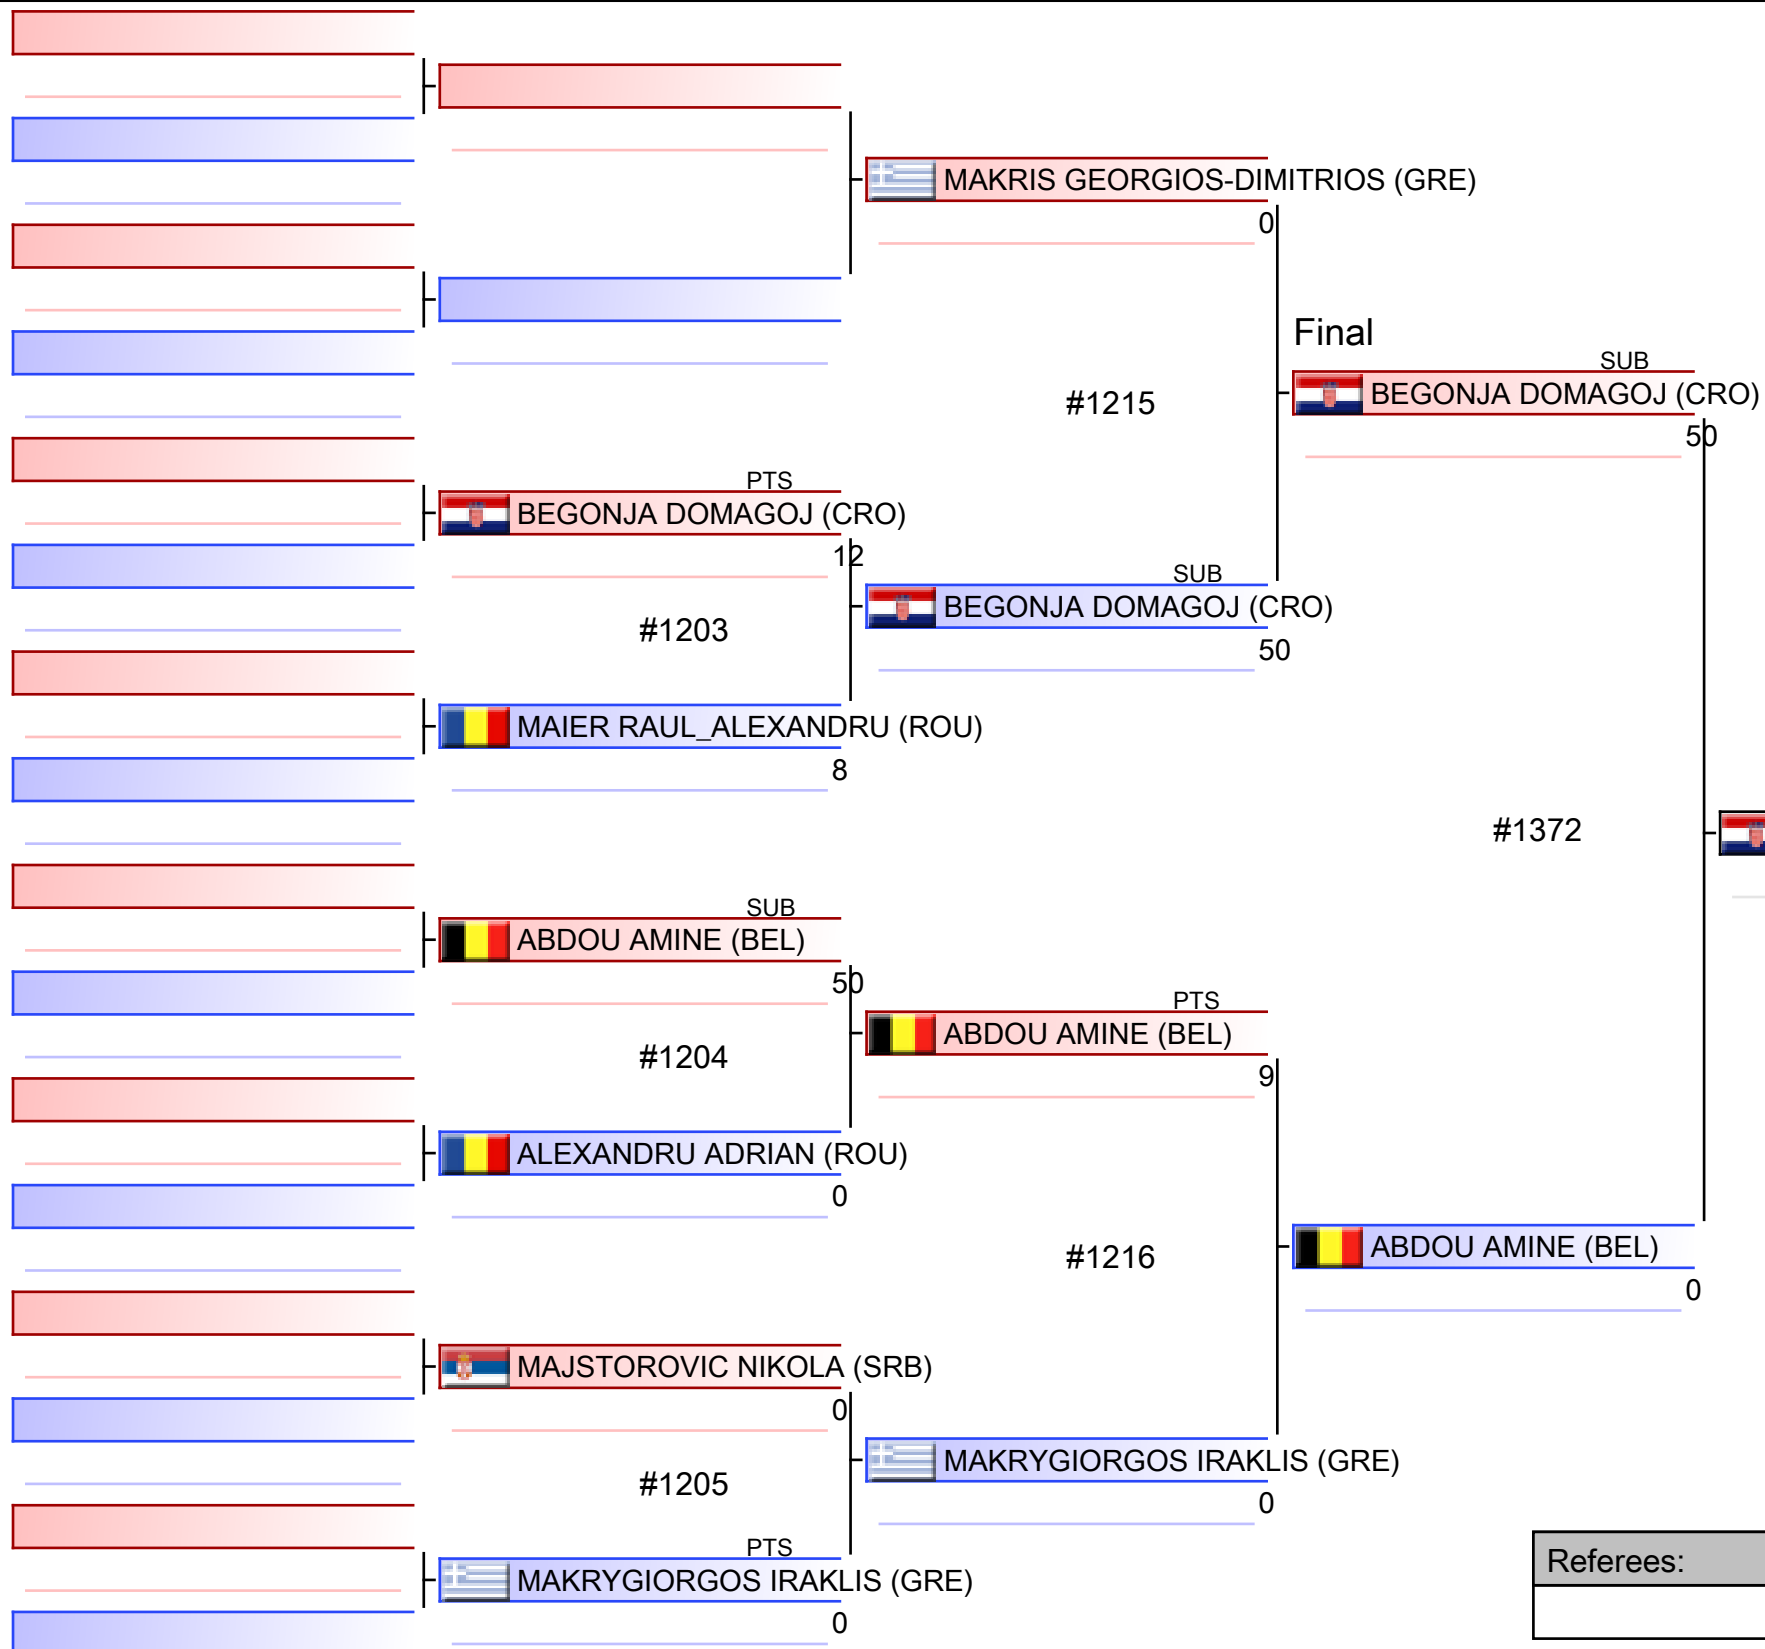 MAKRIS GEORGIOS-DIMITRIOS (GRE)
0
Final
SUB
BEGONJA DOMAGOJ (CRO)
50
#1215
PTS
BEGONJA DOMAGOJ (CRO)
12
SUB
BEGONJA DOMAGOJ (CRO)
50
#1203
MAIER RAUL_ALEXANDRU (ROU)
8
#1372
SUB
ABDOU AMINE (BEL)
50
PTS
ABDOU AMINE (BEL)
9
#1204
ALEXANDRU ADRIAN (ROU)
0
#1216
ABDOU AMINE (BEL)
0
MAJSTOROVIC NIKOLA (SRB)
0
MAKRYGIORGOS IRAKLIS (GRE)
0
#1205
PTS
MAKRYGIORGOS IRAKLIS (GRE)
0
Referees: